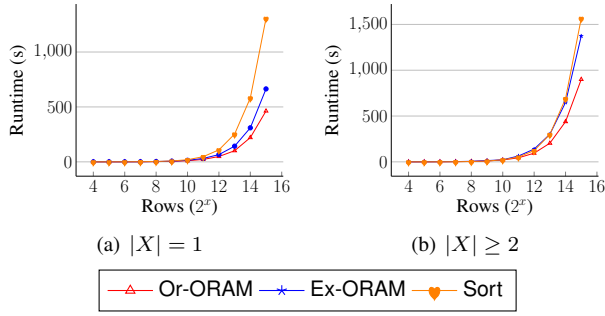 1,000
500
0
4 6 8 10 12 14 16
Runtime (s)
Rows (2^x)
(a) |X| = 1
1,500
1,000
500
0
4 6 8 10 12 14 16
Runtime (s)
Rows (2^x)
(b) |X| ≥ 2
Or-ORAM Ex-ORAM Sort